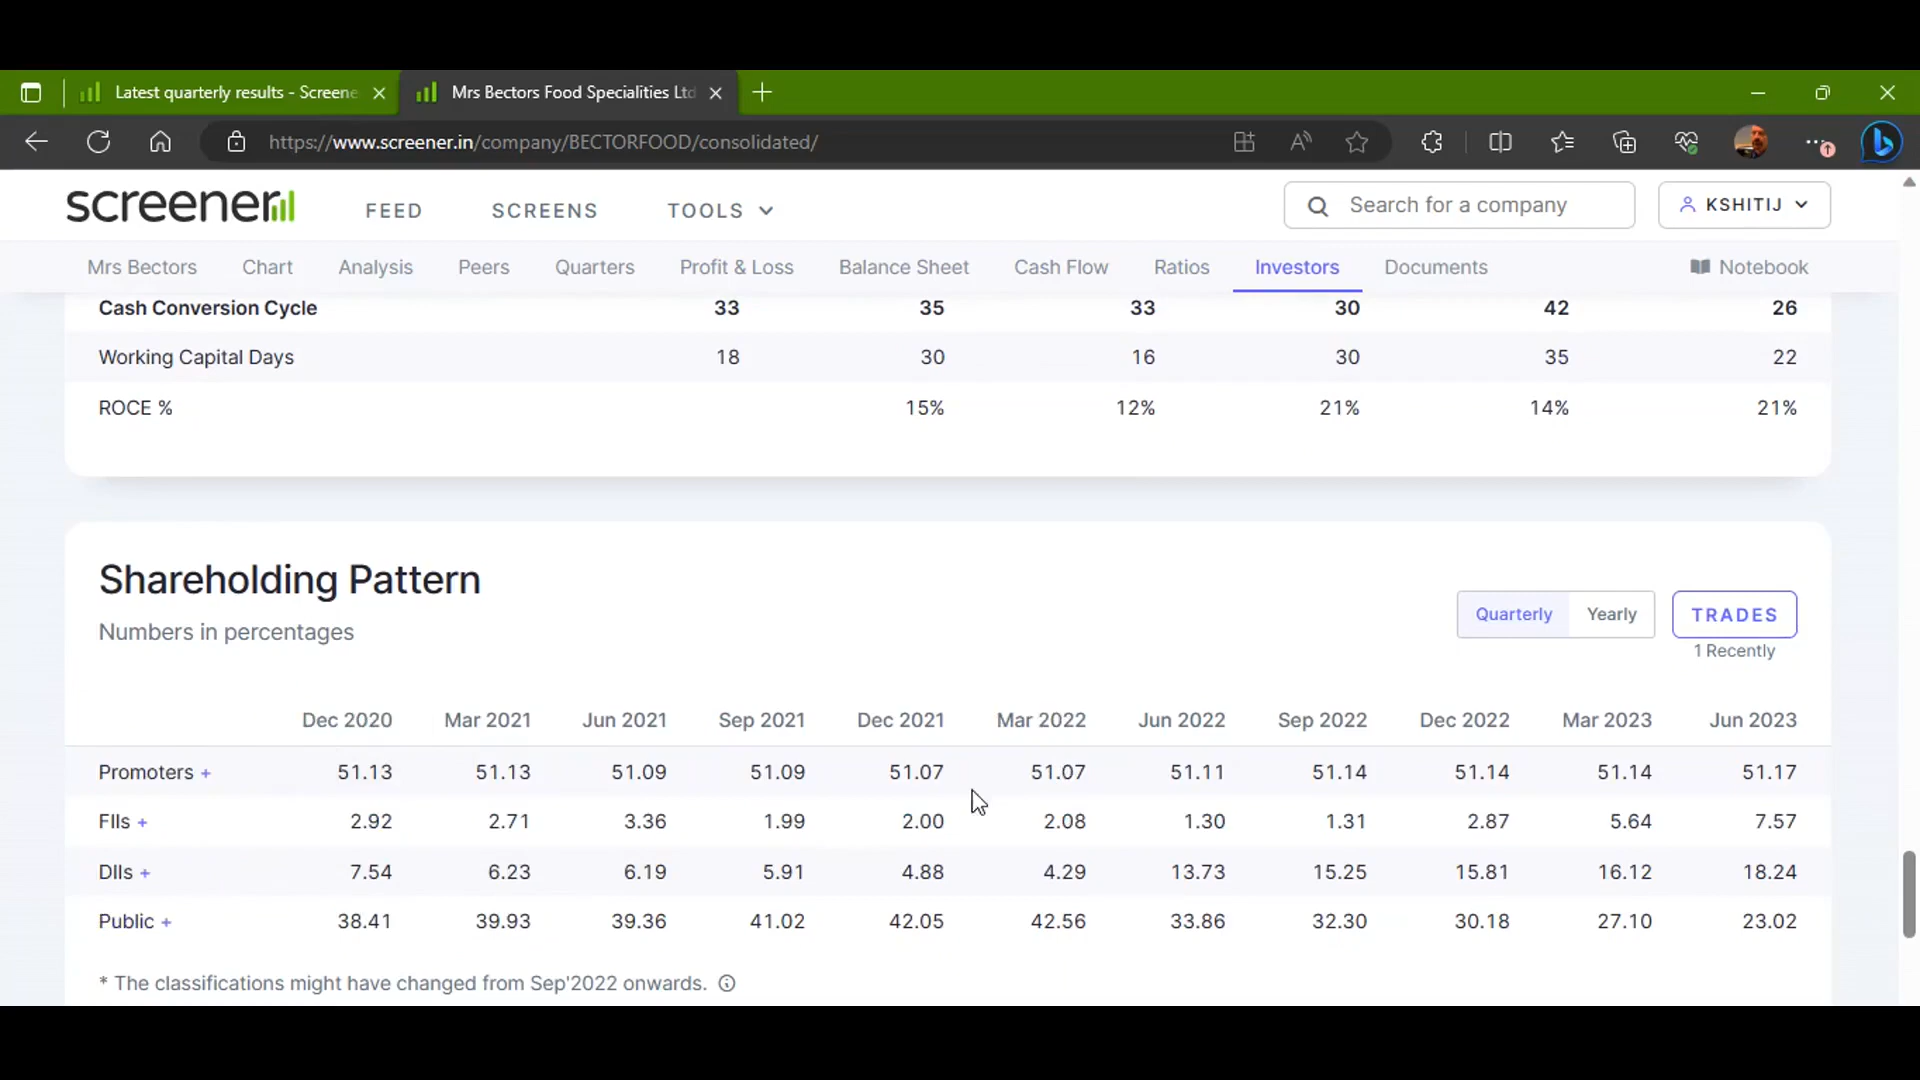 Latest quarterly results - Screene
Mrs Bectors Food Specialities Ltd
https://www.screener.in/company/BECTORFOOD/consolidated/
screener FEED SCREENS TOOLS Search for a company KSHITIJ
Mrs Bectors Chart Analysis Peers Quarters Profit & Loss Balance Sheet Cash Flow Ratios Investors Documents Notebook
Cash Conversion Cycle 33 35 33 30 42 26
Working Capital Days 18 30 16 30 35 22
ROCE % 15% 12% 21% 14% 21%
Shareholding Pattern
Numbers in percentages
Quarterly Yearly TRADES
1 Recently
Dec 2020 Mar 2021 Jun 2021 Sep 2021 Dec 2021 Mar 2022 Jun 2022 Sep 2022 Dec 2022 Mar 2023 Jun 2023
Promoters + 51.13 51.13 51.09 51.09 51.07 51.07 51.11 51.14 51.14 51.14 51.17
FIIs + 2.92 2.71 3.36 1.99 2.00 2.08 1.30 1.31 2.87 5.64 7.57
DIIs + 7.54 6.23 6.19 5.91 4.88 4.29 13.73 15.25 15.81 16.12 18.24
Public + 38.41 39.93 39.36 41.02 42.05 42.56 33.86 32.30 30.18 27.10 23.02
* The classifications might have changed from Sep'2022 onwards.